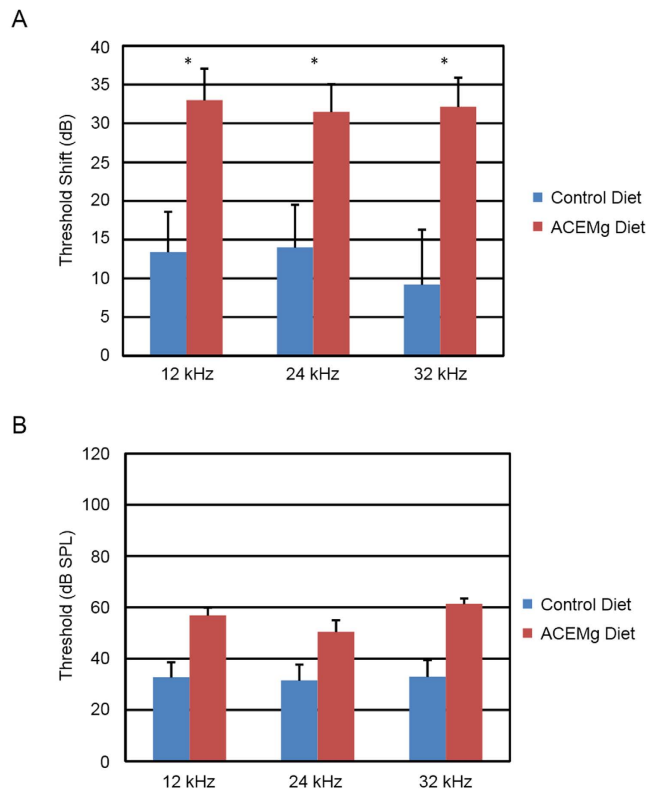 A
Threshold Shift (dB)
40
35
30
25
20
15
10
5
0
* * *
12 kHz 24 kHz 32 kHz
Control Diet
ACEMg Diet
B
Threshold (dB SPL)
120
100
80
60
40
20
0
12 kHz 24 kHz 32 kHz
Control Diet
ACEMg Diet